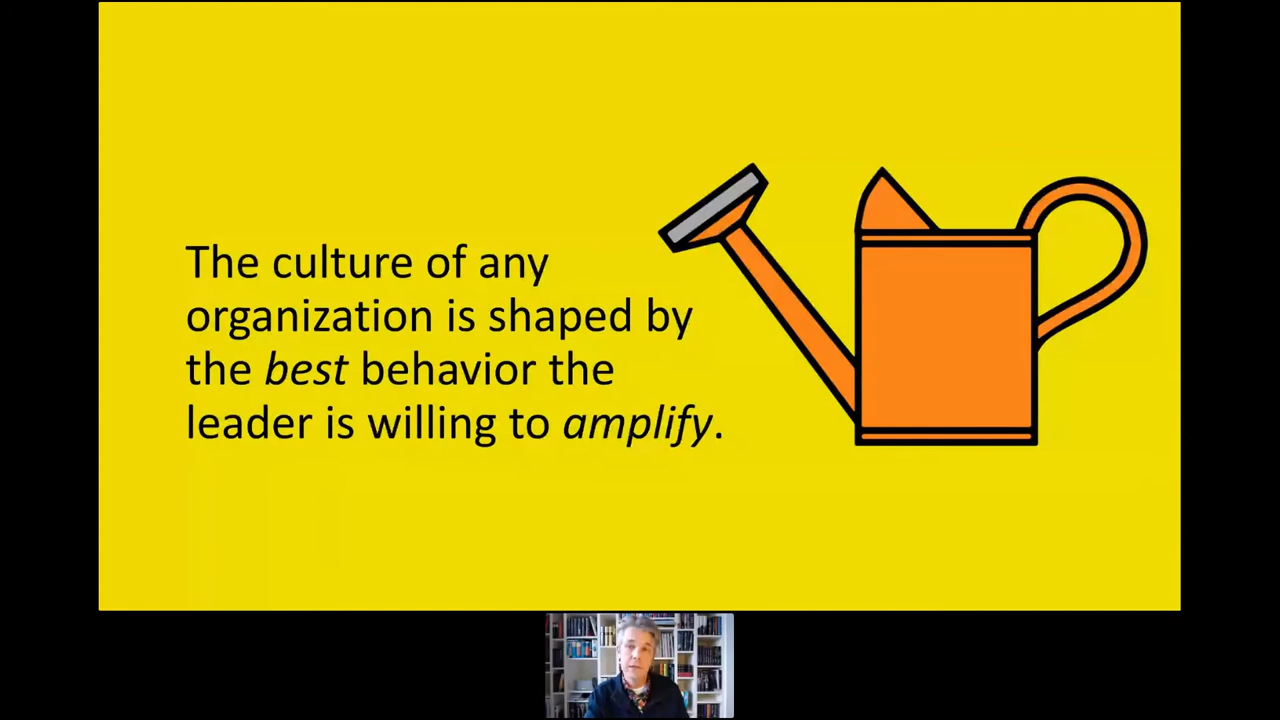 The culture of any
organization is shaped by
the best behavior the
leader is willing to amplify.